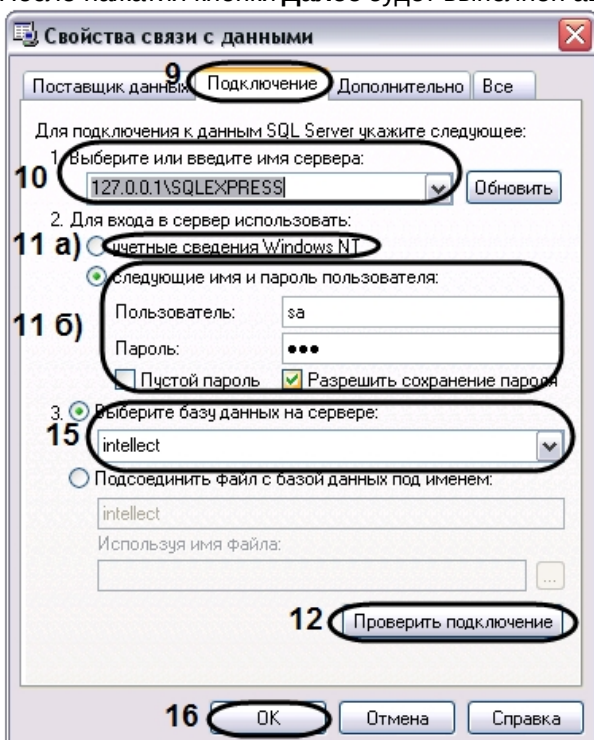 Свойства связи с данными
9
Поставщик данных Подключение Дополнительно Все
Для подключения к данным SQL Server укажите следующее:
1. Выберите или введите имя сервера:
10
127.0.0.1\SQLEXPRESS Обновить
2. Для входа в сервер использовать:
11 а) учетные сведения Windows NT
следующие имя и пароль пользователя:
11 б)
Пользователь: sa
Пароль: •••
Пустой пароль Разрешить сохранение пароля
3. Выберите базу данных на сервере:
15
intellect
Подсоединить файл с базой данных под именем:
intellect
Используя имя файла:
...
12 Проверить подключение
16 OK Отмена Справка